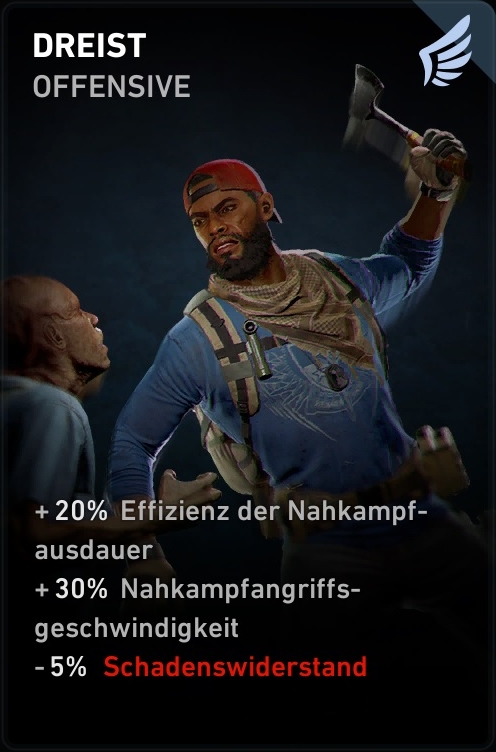 DREIST
OFFENSIVE
+ 20% Effizienz der Nahkampf-
ausdauer
+ 30% Nahkampfangriffs-
geschwindigkeit
- 5% Schadenswiderstand